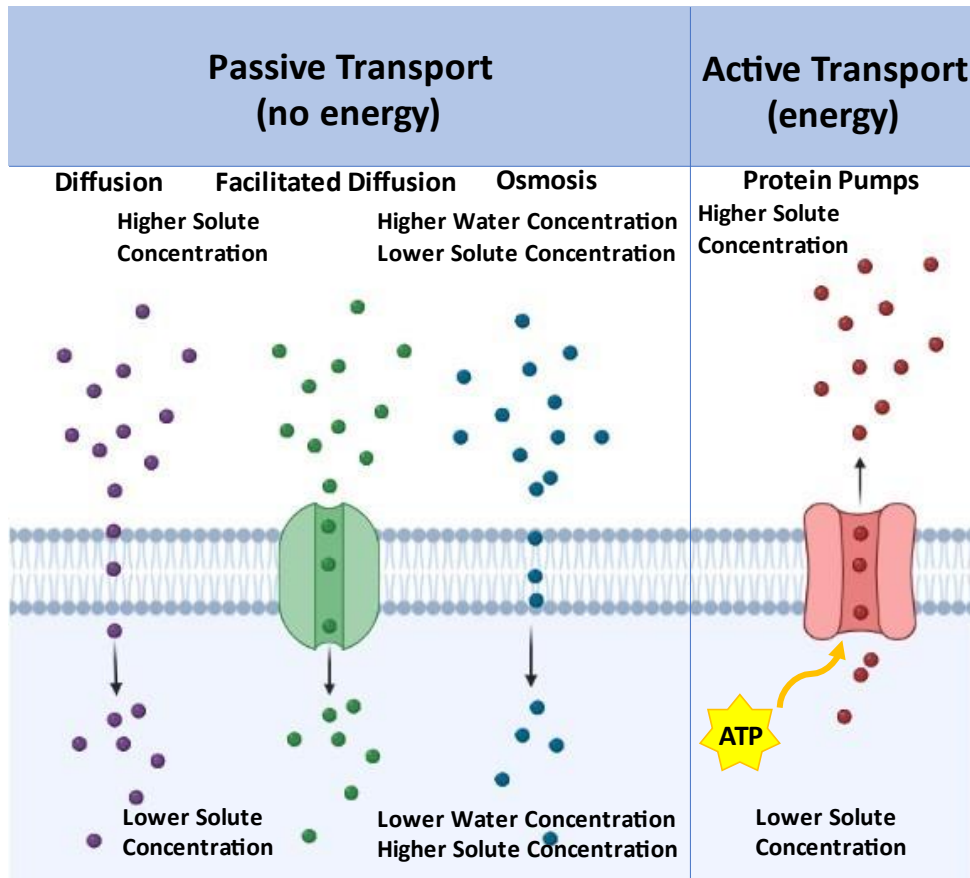 Passive Transport
(no energy)
Active Transport
(energy)
Diffusion
Facilitated Diffusion
Osmosis
Protein Pumps
Higher Solute
Concentration
Higher Water Concentration
Lower Solute Concentration
Higher Solute
Concentration
ATP
Lower Solute
Concentration
Lower Water Concentration
Higher Solute Concentration
Lower Solute
Concentration